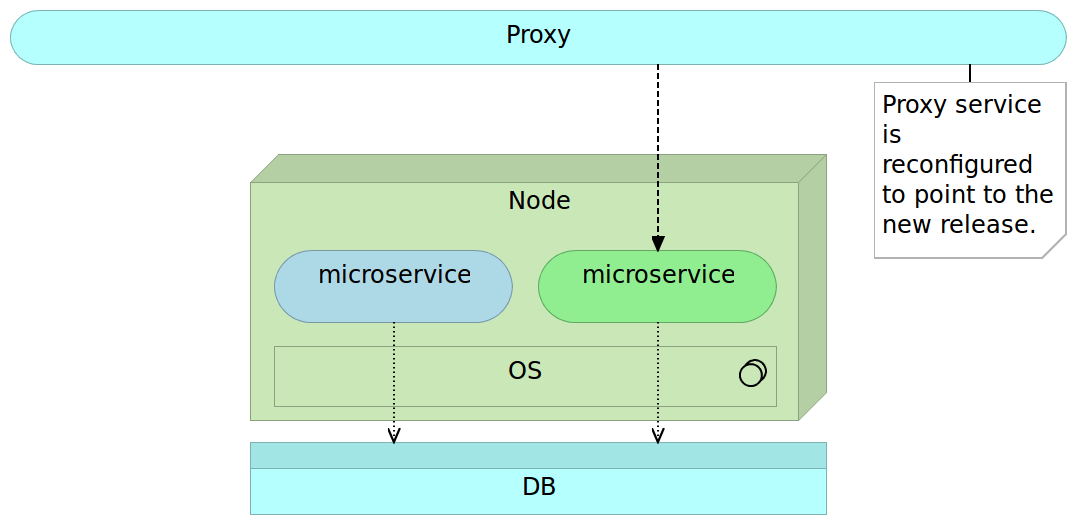 Proxy
Proxy service
is
reconfigured
to point to the
new release.
Node
microservice
microservice
OS
DB